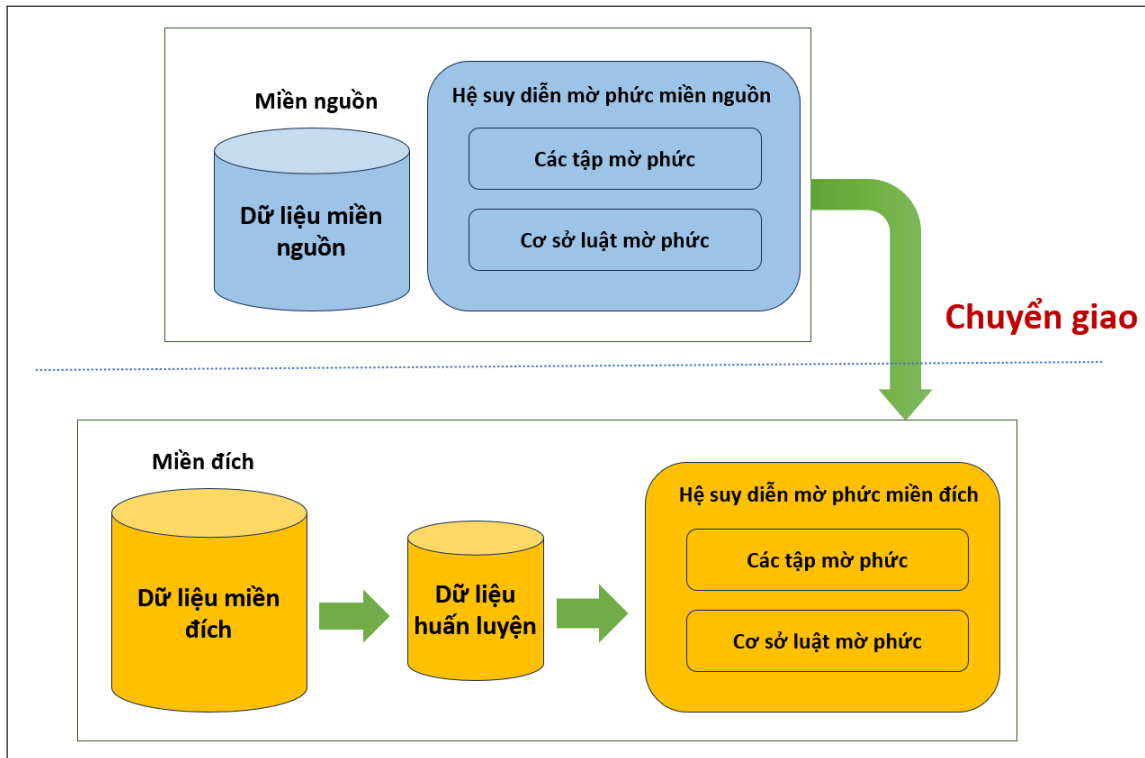 Miền nguồn
Hệ suy diễn mờ phức miền nguồn
Các tập mờ phức
Dữ liệu miền
nguồn
Cơ sở luật mờ phức
Chuyển giao
Miền đích
Hệ suy diễn mờ phức miền đích
Các tập mờ phức
Dữ liệu miền
đích
Dữ liệu
huấn luyện
Cơ sở luật mờ phức